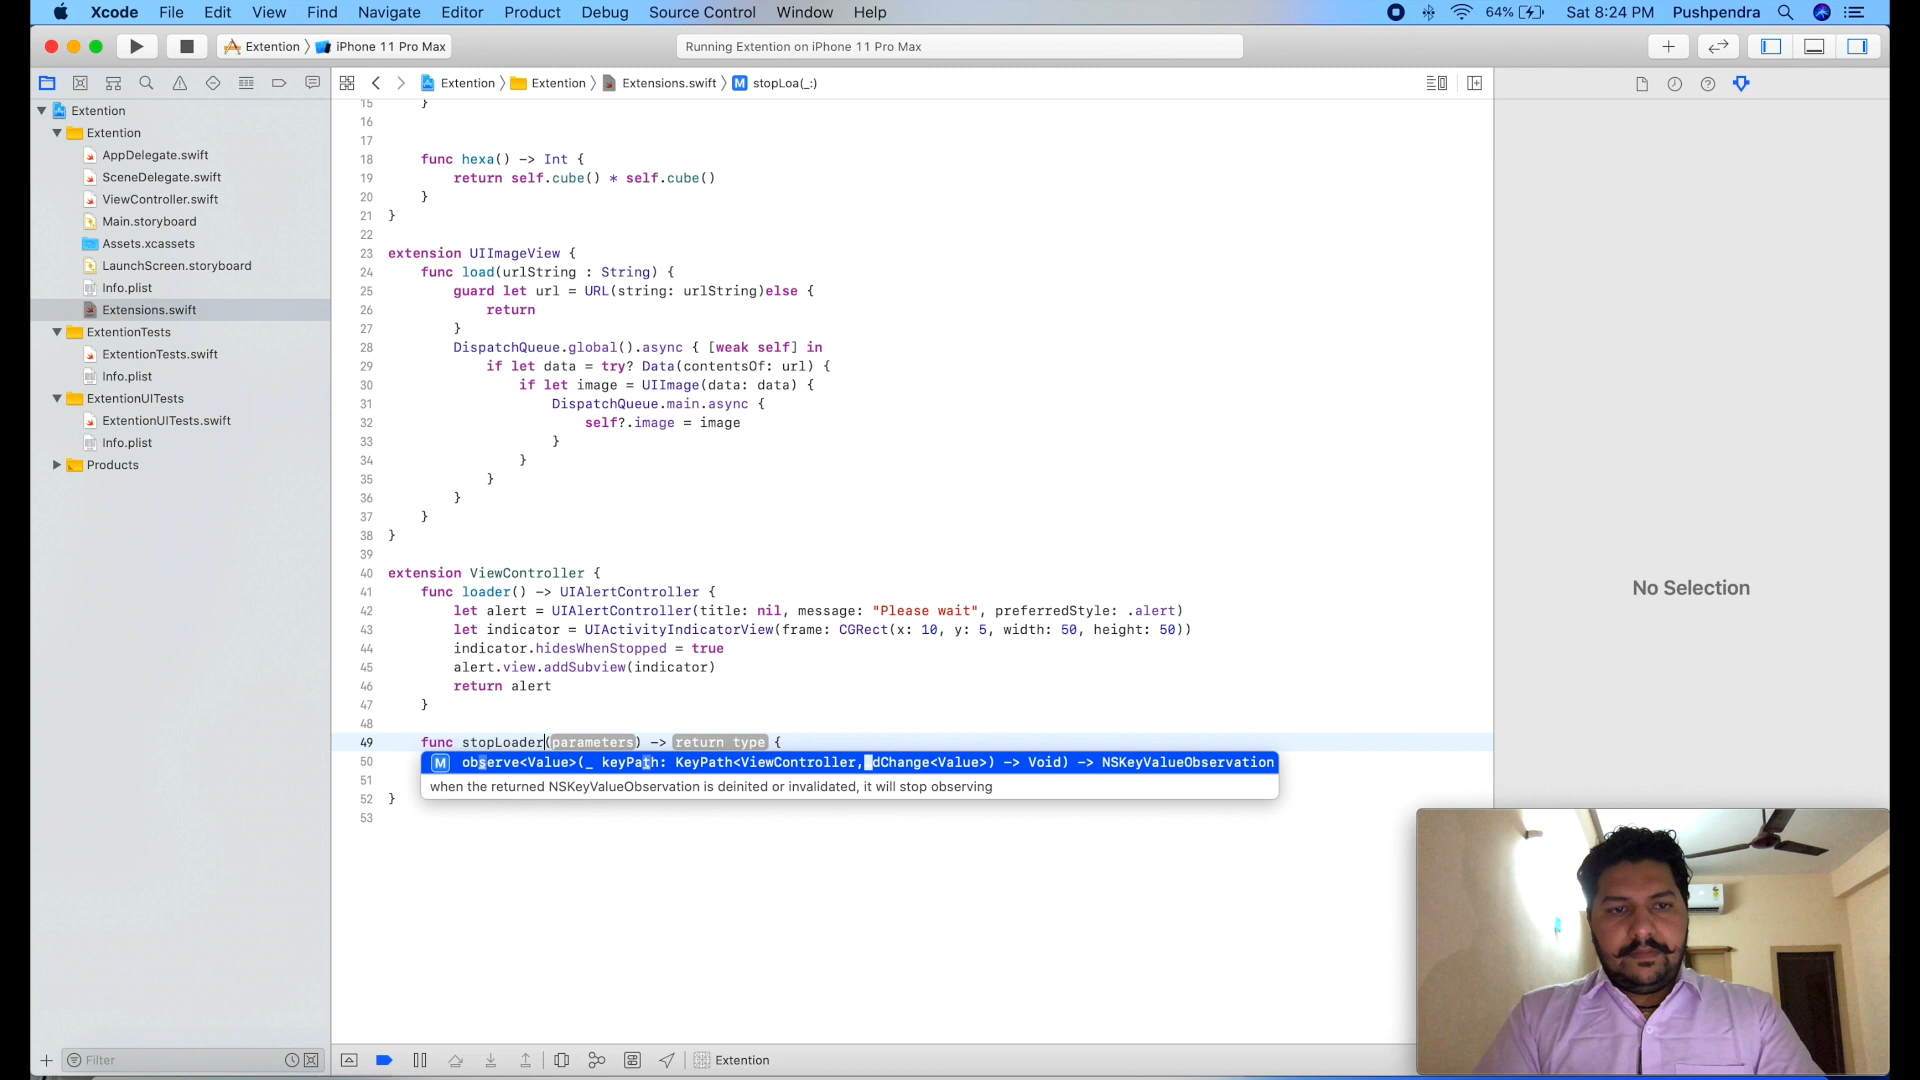 Xcode File Edit View Find Navigate Editor Product Debug Source Control Window Help 64% Sat 8:24 PM Pushpendra
Extention iPhone 11 Pro Max Running Extention on iPhone 11 Pro Max
Extention Extention Extensions.swift M stopLoa(_:)
Extention
Extention
AppDelegate.swift
SceneDelegate.swift
ViewController.swift
Main.storyboard
Assets.xcassets
LaunchScreen.storyboard
Info.plist
Extensions.swift
ExtentionTests
ExtentionTests.swift
Info.plist
ExtentionUITests
ExtentionUITests.swift
Info.plist
Products
Filter
15 }
16
17
18 func hexa() -> Int {
19 return self.cube() * self.cube()
20 }
21 }
22
23 extension UIImageView {
24 func load(urlString : String) {
25 guard let url = URL(string: urlString)else {
26 return
27 }
28 DispatchQueue.global().async { [weak self] in
29 if let data = try? Data(contentsOf: url) {
30 if let image = UIImage(data: data) {
31 DispatchQueue.main.async {
32 self?.image = image
33 }
34 }
35 }
36 }
37 }
38 }
39
40 extension ViewController {
41 func loader() -> UIAlertController {
42 let alert = UIAlertController(title: nil, message: "Please wait", preferredStyle: .alert)
43 let indicator = UIActivityIndicatorView(frame: CGRect(x: 10, y: 5, width: 50, height: 50))
44 indicator.hidesWhenStopped = true
45 alert.view.addSubview(indicator)
46 return alert
47 }
48
49 func stopLoader(parameters) -> return type {
50 M observe<Value>(_ keyPath: KeyPath<ViewController, dChange<Value>) -> Void) -> NSKeyValueObservation
51 when the returned NSKeyValueObservation is deinited or invalidated, it will stop observing
52 }
53
No Selection
Extention